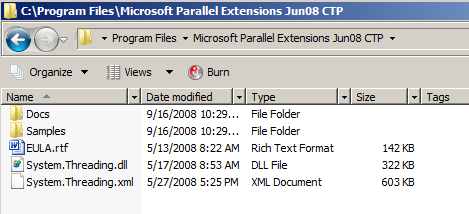 C:\Program Files\Microsoft Parallel Extensions Jun08 CTP
Program Files Microsoft Parallel Extensions Jun08 CTP
Organize Views Burn
Name Date modified Type Size Tags
Docs 9/16/2008 10:29... File Folder
Samples 9/16/2008 10:29... File Folder
EULA.rtf 5/13/2008 8:22 AM Rich Text Format 142 KB
System.Threading.dll 5/17/2008 8:53 AM DLL File 322 KB
System.Threading.xml 5/27/2008 5:25 PM XML Document 603 KB